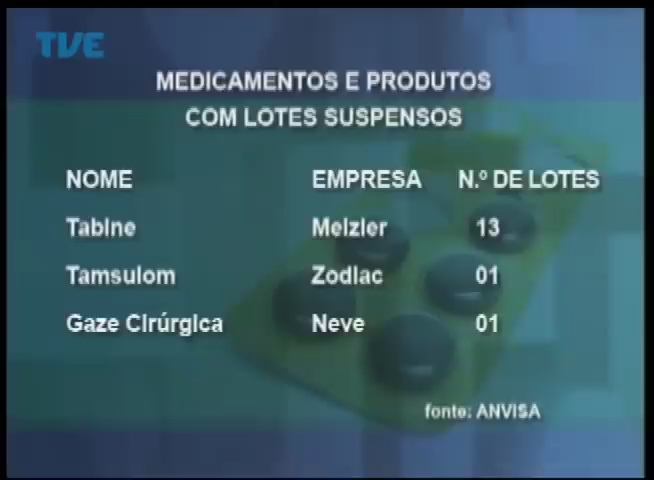 TVE
MEDICAMENTOS E PRODUTOS
COM LOTES SUSPENSOS
NOME EMPRESA N.º DE LOTES
Tabine Meizler 13
Tamsulom Zodiac 01
Gaze Cirúrgica Neve 01
fonte: ANVISA